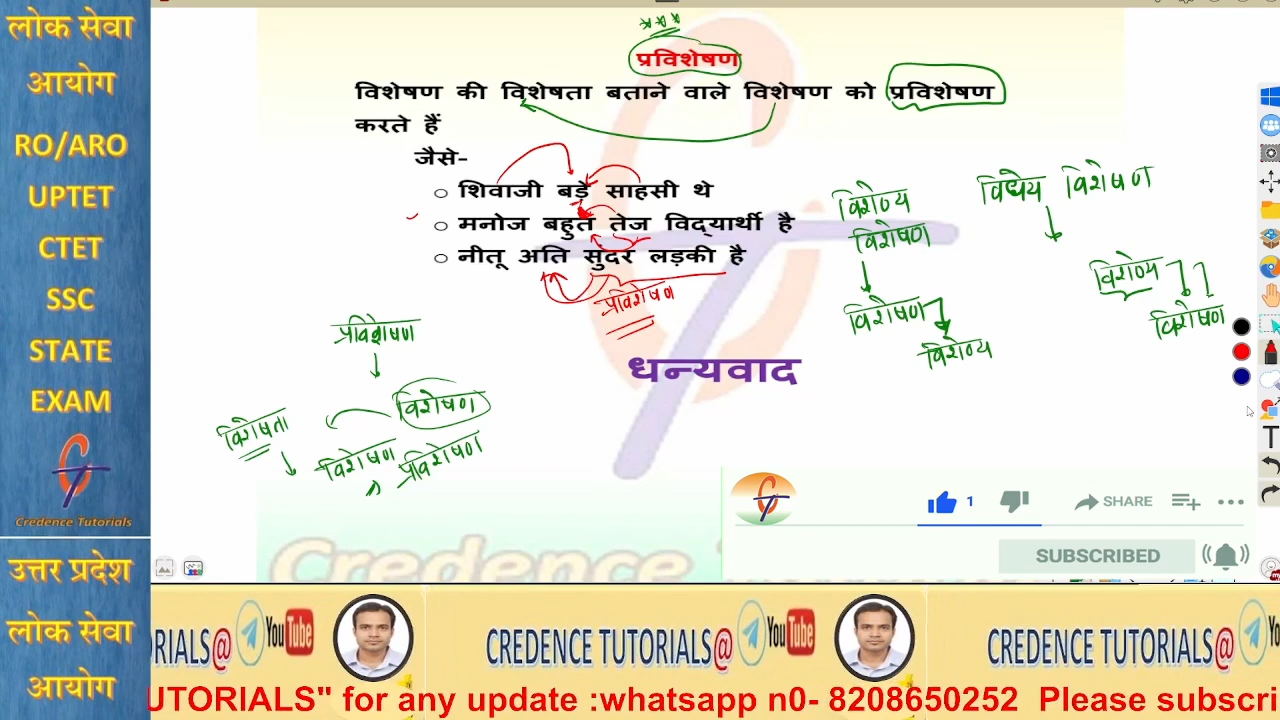 लोक सेवा
आयोग
RO/ARO
UPTET
CTET
SSC
STATE
EXAM
Credence Tutorials
उत्तर प्रदेश
लोक सेवा
आयोग
प्रविशेषण
विशेषण की विशेषता बताने वाले विशेषण को प्रविशेषण
करते हैं
जैसे-
शिवाजी बड़े साहसी थे
मनोज बहुत तेज विद्यार्थी है
नीतू अति सुंदर लड़की है
प्रविशेषण
विशेष्य
विशेषण
विशेषण
विशेष्य
विधेय विशेषण
विशेष्य
विशेषण
प्रविशेषण
विशेषण
विशेषता
विशेषण प्रविशेषण
धन्यवाद
1
SHARE
SUBSCRIBED
Credence
RIALS@ YouTube CREDENCE TUTORIALS@ YouTube CREDENCE TUTORIALS@ Yo
UTORIALS" for any update :whatsapp n0- 8208650252 Please subscri